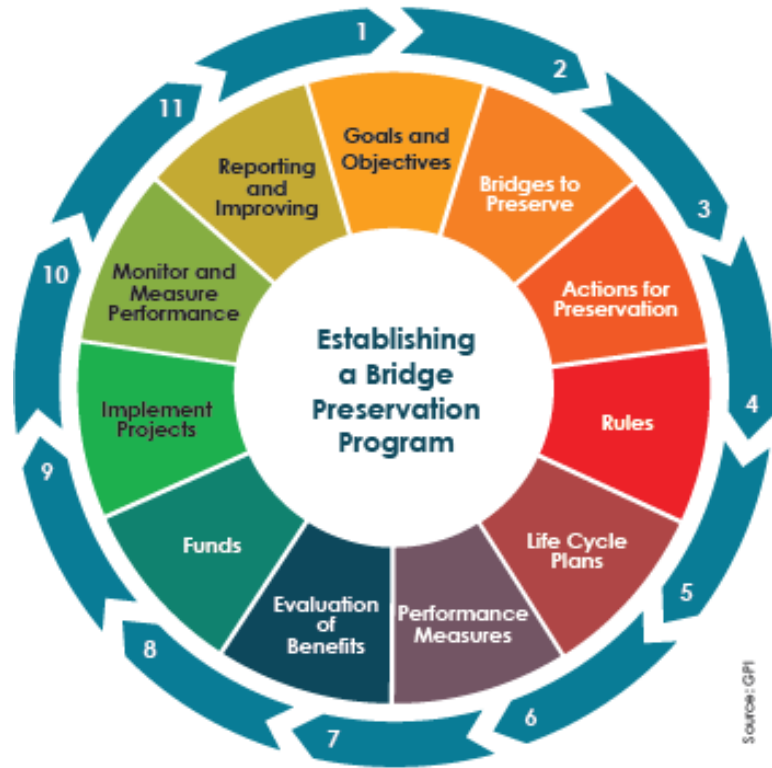 1
2
3
4
5
6
7
8
9
10
11
Goals and
Objectives
Bridges to
Preserve
Actions for
Preservation
Rules
Life Cycle
Plans
Performance
Measures
Evaluation
of
Benefits
Funds
Implement
Projects
Monitor and
Measure
Performance
Reporting
and
Improving
Establishing
a Bridge
Preservation
Program
Source: GPI